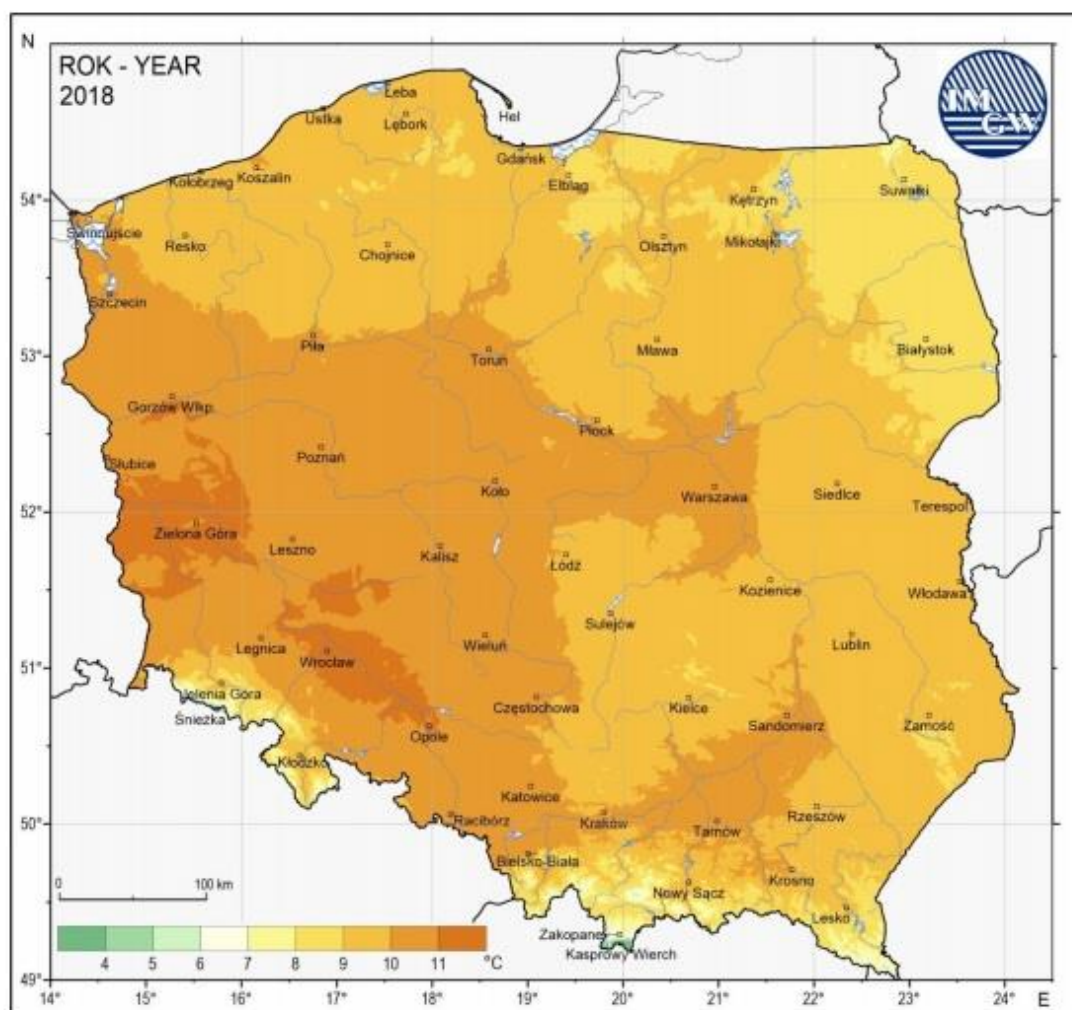 N
ROK - YEAR
2018
IM
GW
Łeba
Ustka
Lębork
Hel
Gdańsk
Koszalin
Kołobrzeg
Elbląg
Suwałki
Kętrzyn
54°
Świnoujście
Resko
Chojnice
Olsztyn
Mikołajki
Szczecin
Piła
Toruń
Mława
Białystok
53°
Gorzów Wlkp.
Płock
Słubice
Poznań
Koło
Warszawa
Siedlce
Terespol
52°
Zielona Góra
Leszno
Kalisz
Łódź
Kozienice
Włodawa
Sulejów
Legnica
Wrocław
Wieluń
Lublin
51°
Jelenia Góra
Śnieżka
Częstochowa
Kielce
Sandomierz
Zamość
Opole
Kłodzko
Katowice
Racibórz
Kraków
Tarnów
Rzeszów
50°
Bielsko-Biała
Nowy Sącz
Krosno
Lesko
0 100 km
Zakopane
Kasprowy Wierch
4 5 6 7 8 9 10 11 °C
49°
14° 15° 16° 17° 18° 19° 20° 21° 22° 23° 24° E